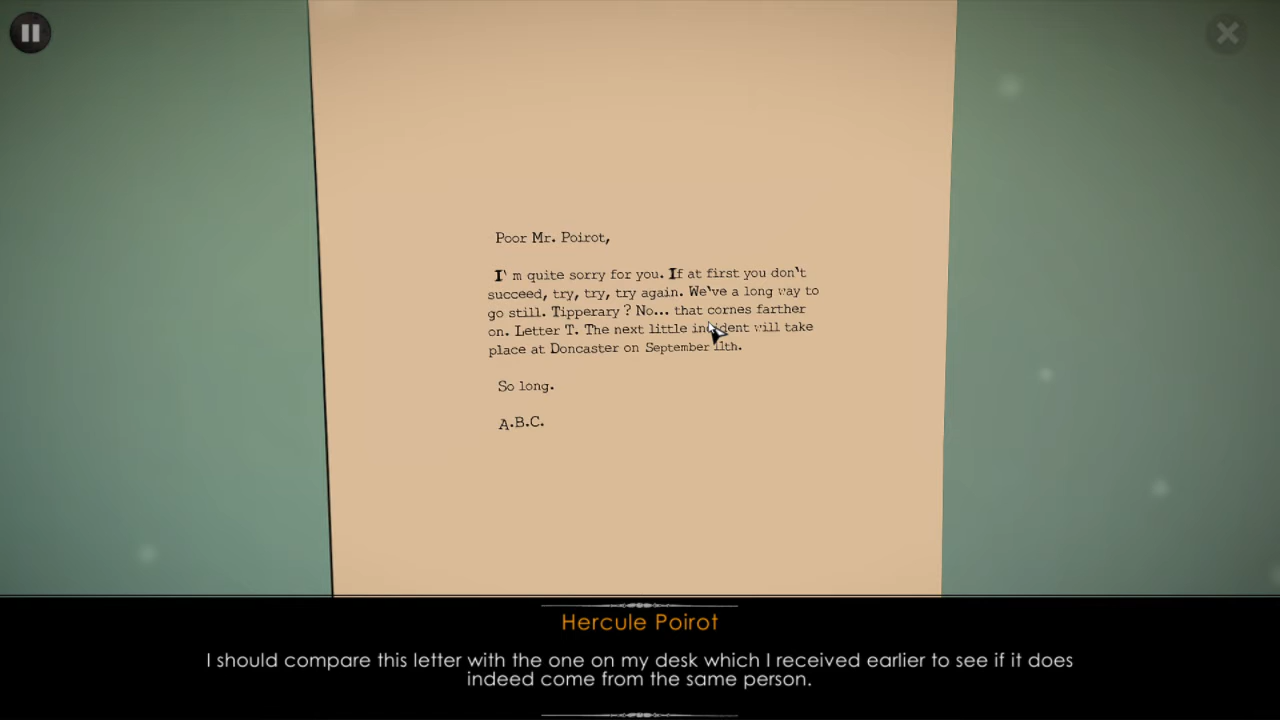 Poor Mr. Poirot,
I'm quite sorry for you. If at first you don't
succeed, try, try, try again. We've a long way to
go still. Tipperary ? No... that cornes farther
on. Letter T. The next little incident will take
place at Doncaster on September 11th.
So long.
A.B.C.
Hercule Poirot
I should compare this letter with the one on my desk which I received earlier to see if it does
indeed come from the same person.